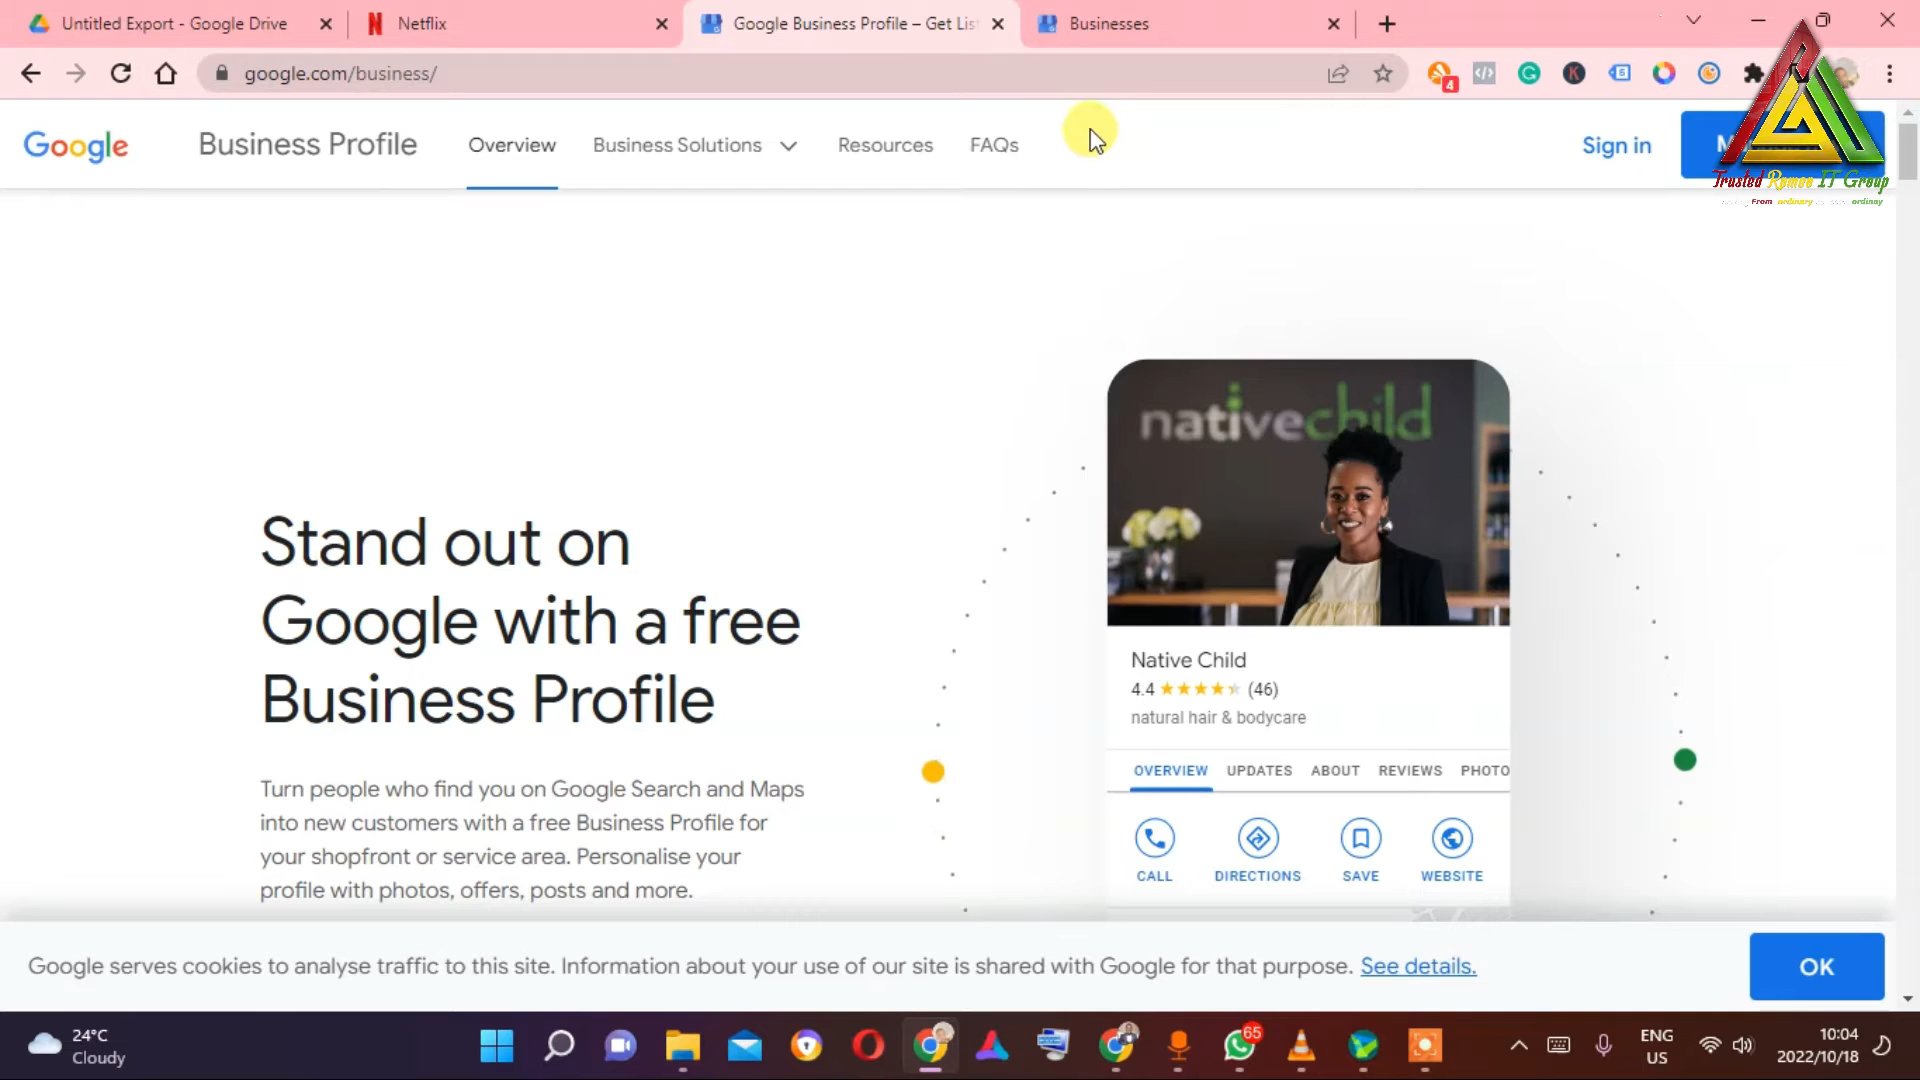 Untitled Export - Google Drive
Netflix
Google Business Profile – Get Lis
Businesses
google.com/business/
4
Google
Business Profile
Overview
Business Solutions
Resources
FAQs
Sign in
Trusted Romeo IT Group
nativechild
Stand out on
Google with a free
Business Profile
Turn people who find you on Google Search and Maps
into new customers with a free Business Profile for
your shopfront or service area. Personalise your
profile with photos, offers, posts and more.
Native Child
4.4 ★★★★★ (46)
natural hair & bodycare
OVERVIEW UPDATES ABOUT REVIEWS PHOTO
CALL DIRECTIONS SAVE WEBSITE
Google serves cookies to analyse traffic to this site. Information about your use of our site is shared with Google for that purpose. See details.
OK
24°C
Cloudy
65
ENG
US
10:04
2022/10/18